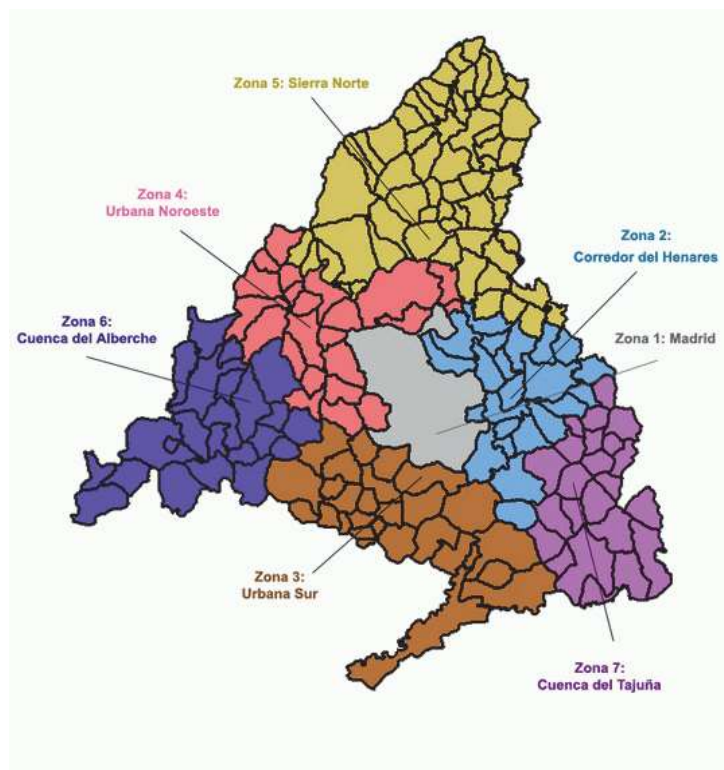 Zona 5: Sierra Norte
Zona 4:
Urbana Noroeste
Zona 2:
Corredor del Henares
Zona 6:
Cuenca del Alberche
Zona 1: Madrid
Zona 3:
Urbana Sur
Zona 7:
Cuenca del Tajuña